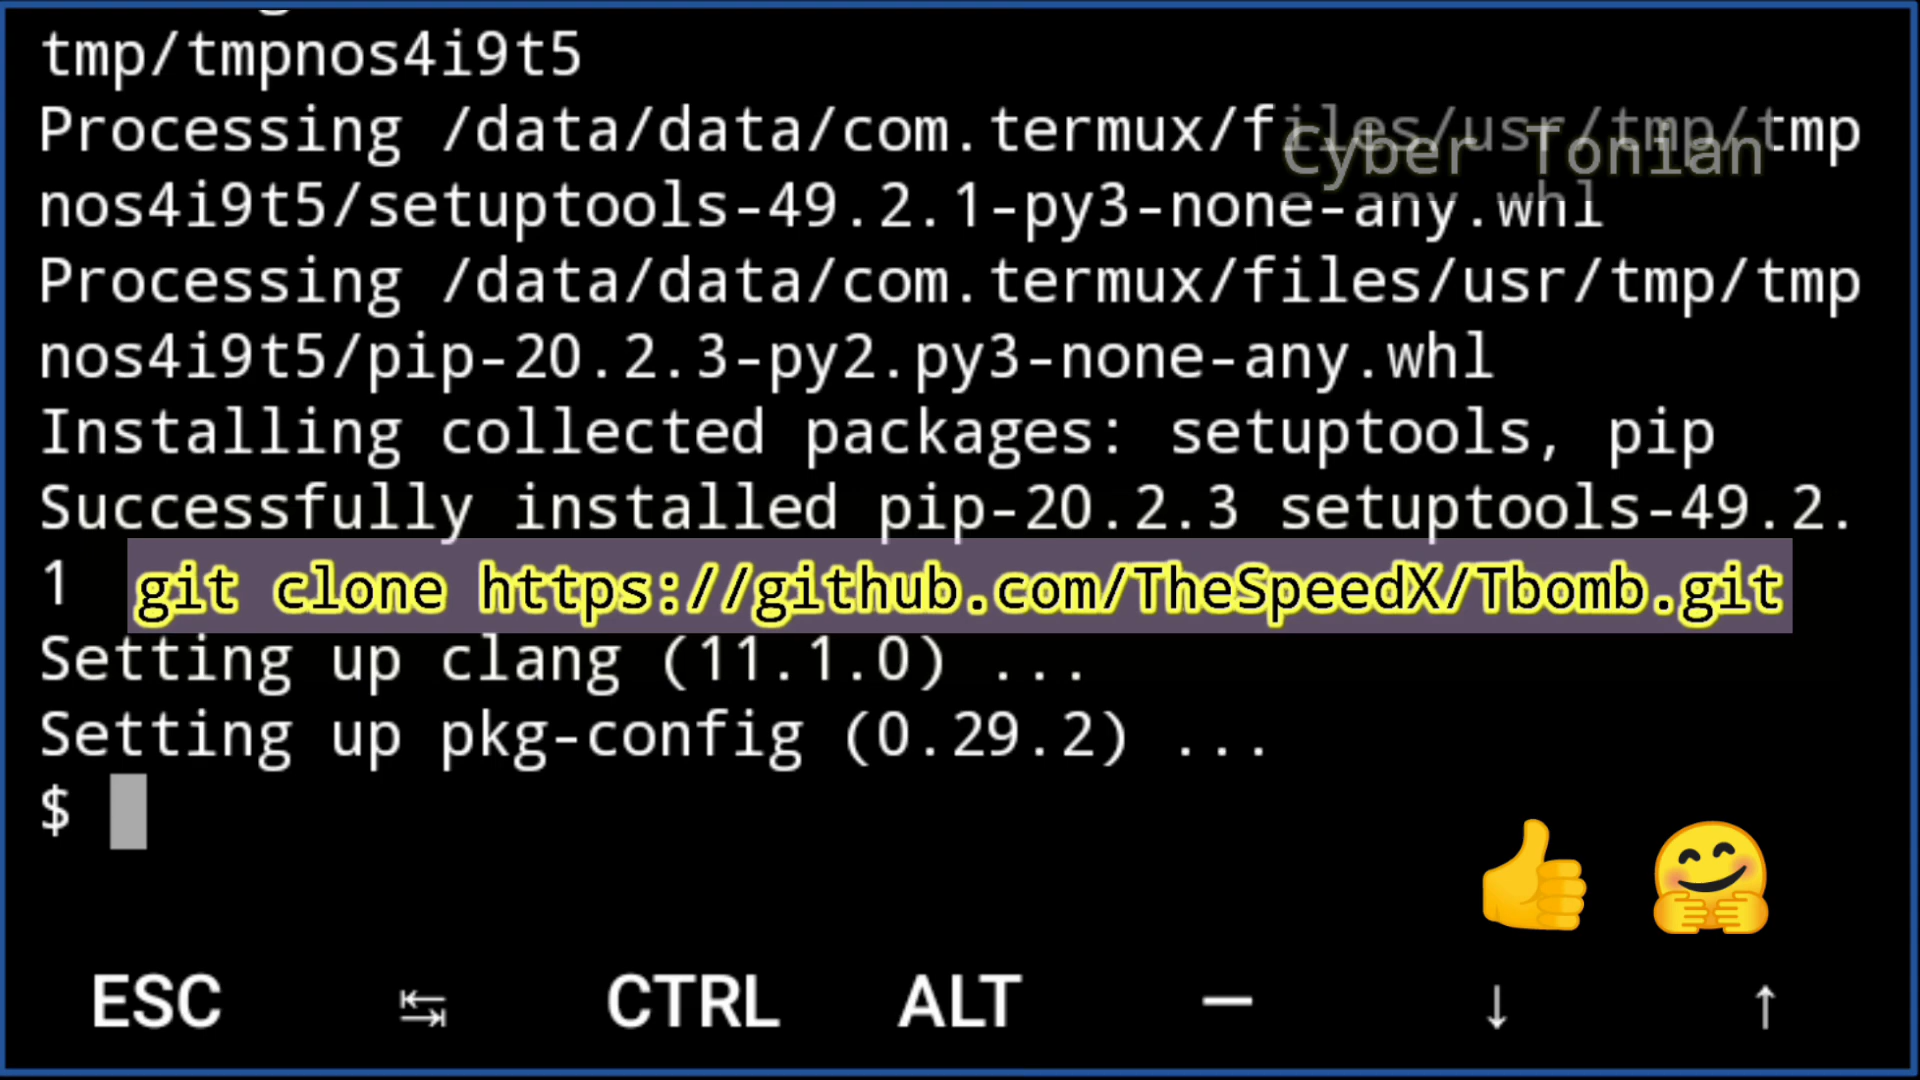 tmp/tmpnos4i9t5
Processing /data/data/com.termux/files/usr/tmp/tmp
Cyber Tonian
nos4i9t5/setuptools-49.2.1-py3-none-any.whl
Processing /data/data/com.termux/files/usr/tmp/tmp
nos4i9t5/pip-20.2.3-py2.py3-none-any.whl
Installing collected packages: setuptools, pip
Successfully installed pip-20.2.3 setuptools-49.2.
1
git clone https://github.com/TheSpeedX/Tbomb.git
Setting up clang (11.1.0) ...
Setting up pkg-config (0.29.2) ...
$
ESC ↹ CTRL ALT — ↓ ↑